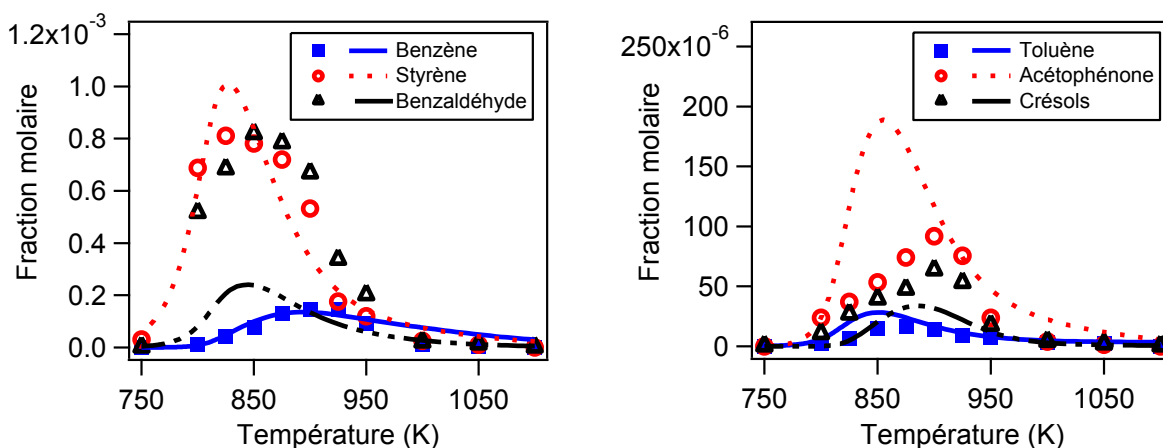 1.2x10⁻³
1.0
0.8
0.6
0.4
0.2
0.0
Fraction molaire
750
850
950
1050
Température (K)
Benzène
Styrène
Benzaldéhyde
250x10⁻⁶
200
150
100
50
0
Fraction molaire
750
850
950
1050
Température (K)
Toluène
Acétophénone
Crésols